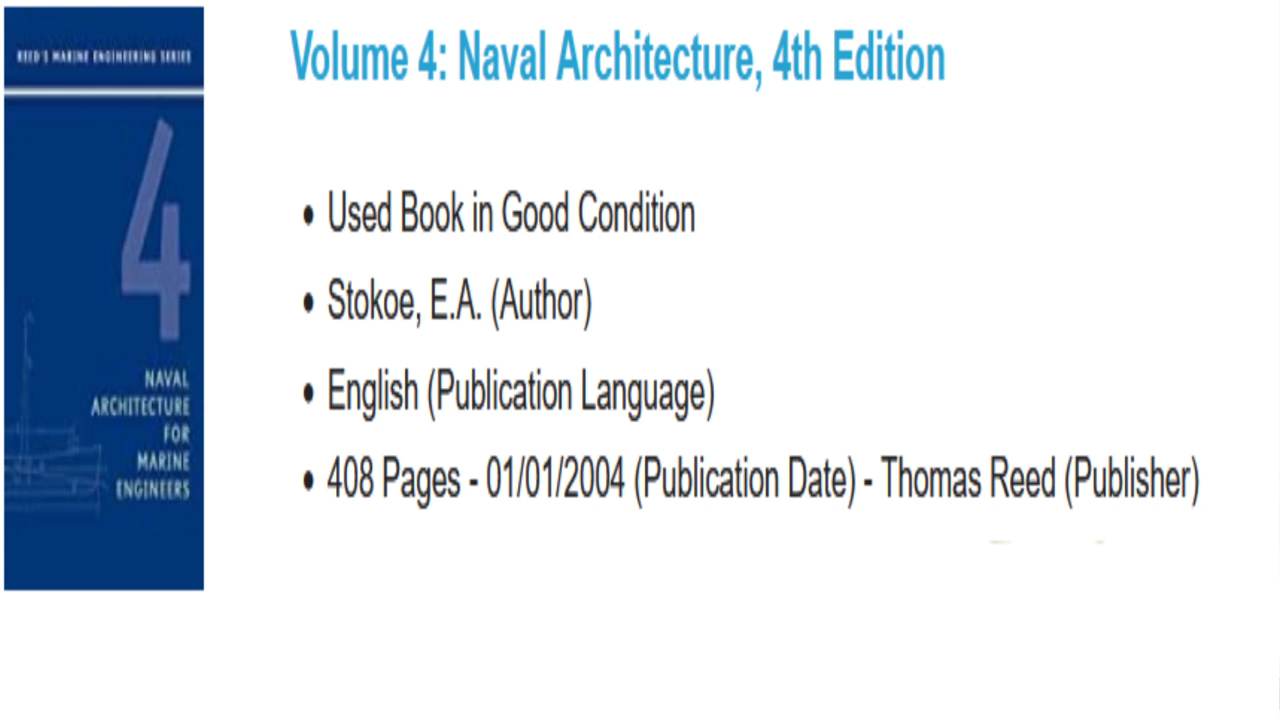 REED'S MARINE ENGINEERING SERIES
4
NAVAL
ARCHITECTURE
FOR
MARINE
ENGINEERS
Volume 4: Naval Architecture, 4th Edition
• Used Book in Good Condition
• Stokoe, E.A. (Author)
• English (Publication Language)
• 408 Pages - 01/01/2004 (Publication Date) - Thomas Reed (Publisher)